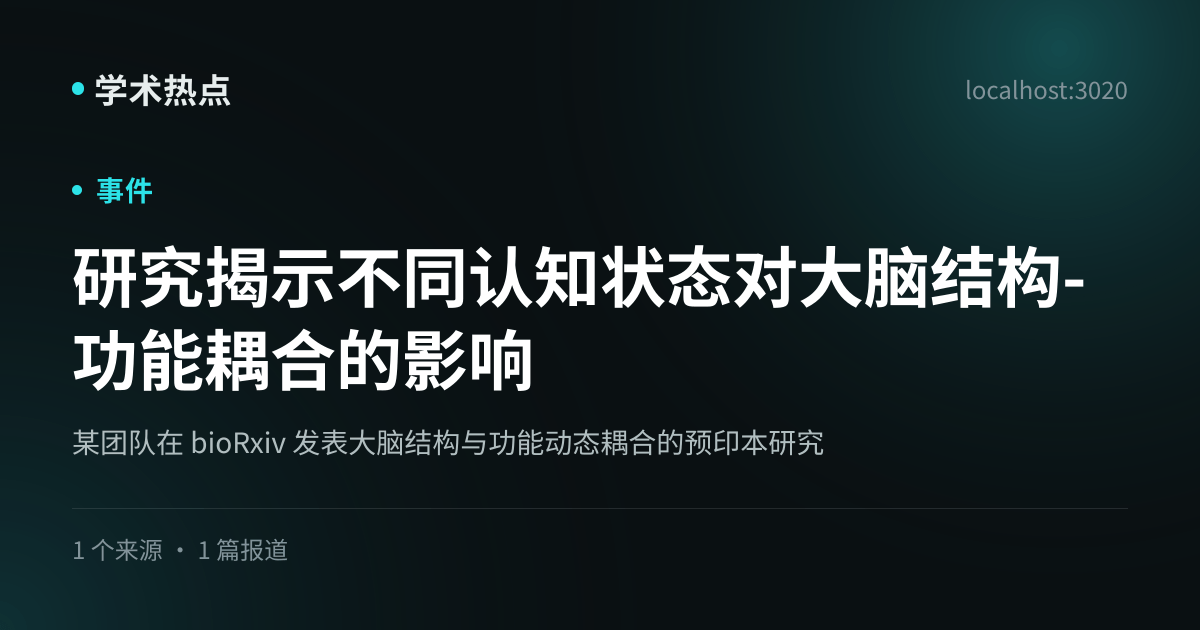 学术热点
localhost:3020
事件
研究揭示不同认知状态对大脑结构-
功能耦合的影响
某团队在 bioRxiv 发表大脑结构与功能动态耦合的预印本研究
1 个来源 · 1 篇报道